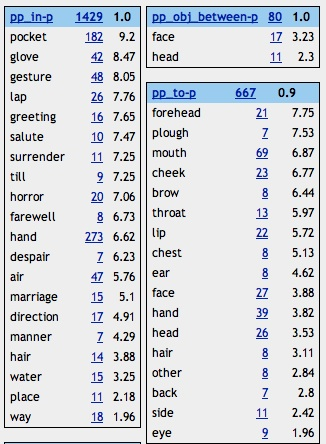 pp_in-p 1429 1.0
pocket 182 9.2
glove 42 8.47
gesture 48 8.05
lap 26 7.76
greeting 16 7.65
salute 10 7.47
surrender 11 7.25
till 9 7.25
horror 20 7.06
farewell 8 6.73
hand 273 6.62
despair 7 6.23
air 47 5.76
marriage 15 5.1
direction 17 4.91
manner 7 4.29
hair 14 3.88
water 15 3.25
place 11 2.18
way 18 1.96
pp_obj_between-p 80 1.0
face 17 3.23
head 11 2.3
pp_to-p 667 0.9
forehead 21 7.75
plough 7 7.53
mouth 69 6.87
cheek 23 6.77
brow 8 6.44
throat 13 5.97
lip 22 5.72
chest 8 5.13
ear 8 4.62
face 27 3.88
hand 39 3.82
head 26 3.53
hair 8 3.11
other 8 2.84
back 7 2.8
side 11 2.42
eye 9 1.96